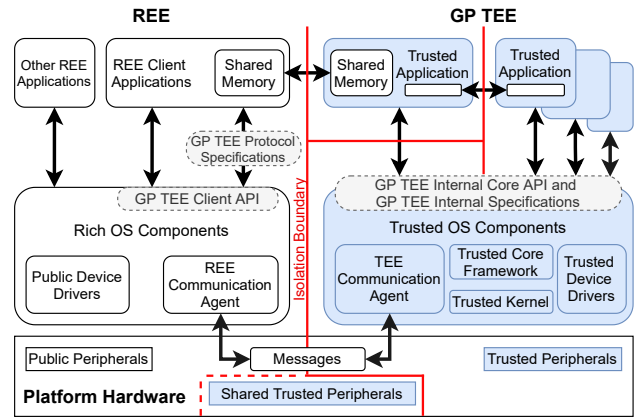 REE
GP TEE
Other REE
Applications
REE Client
Applications
Shared
Memory
Shared
Memory
Trusted
Application
Trusted
Application
GP TEE Protocol
Specifications
GP TEE Client API
GP TEE Internal Core API and
GP TEE Internal Specifications
Rich OS Components
Isolation Boundary
Trusted OS Components
Public Device
Drivers
REE
Communication
Agent
TEE
Communication
Agent
Trusted Core
Framework
Trusted Kernel
Trusted
Device
Drivers
Public Peripherals
Messages
Trusted Peripherals
Platform Hardware
Shared Trusted Peripherals